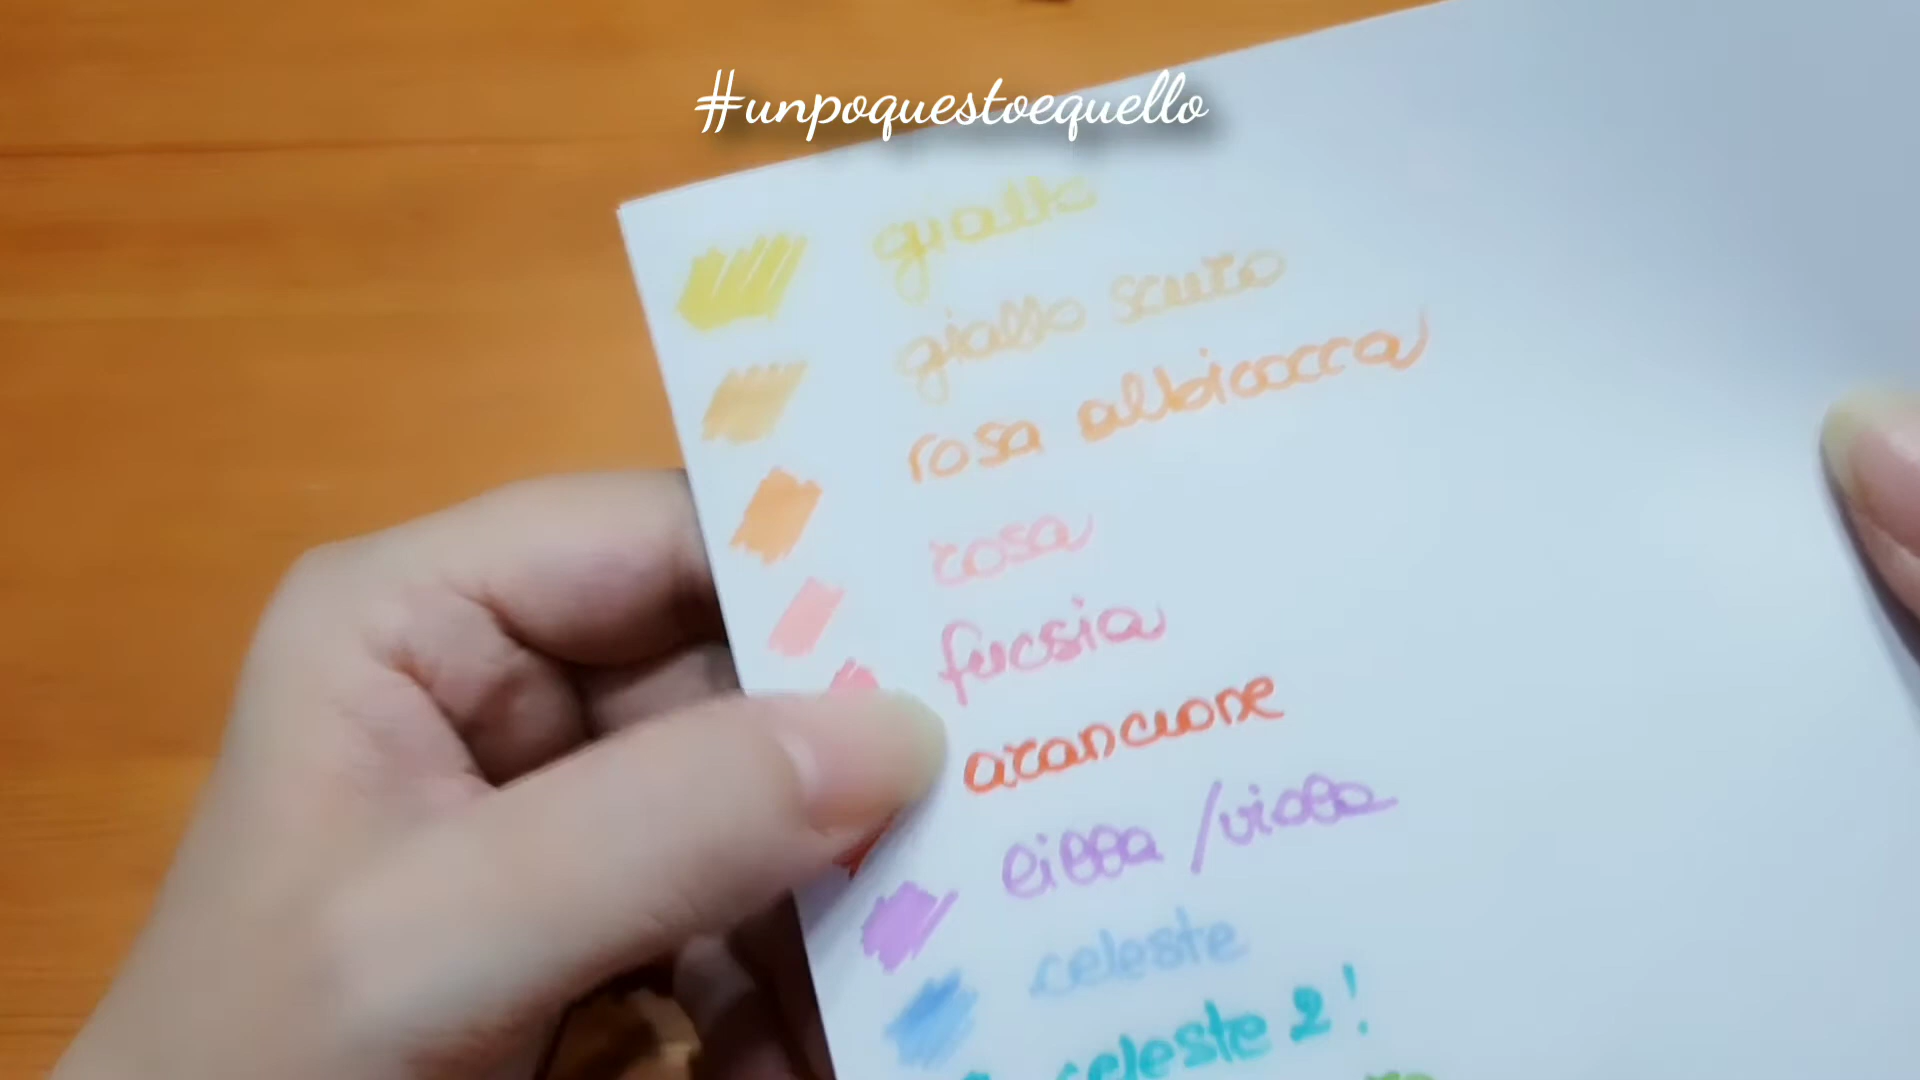 #unpoquestoequello
giallo
giallo scuro
rosa albicocca
rosa
fucsia
arancione
lilla /viola
celeste
celeste 2!